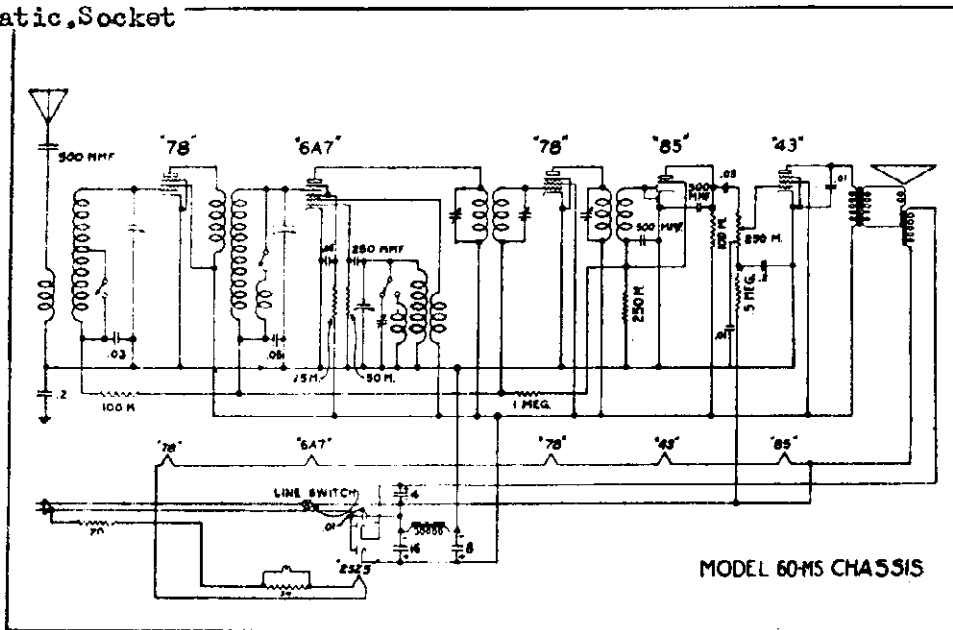 atic,Socket
"78" "6A7" "78" "85" "43"
500 MMF
.05
.01
500 MMF
250 MMF
500 MMF.
100 M.
250 M.
250 M.
.5 MEG.
.03
.05
15 M.
50 M.
.2
100 M
1 MEG.
"78" "6A7" "78" "43" "85"
LINE SWITCH
4
.01
16
8
"25Z5"
MODEL 60-MS CHASSIS